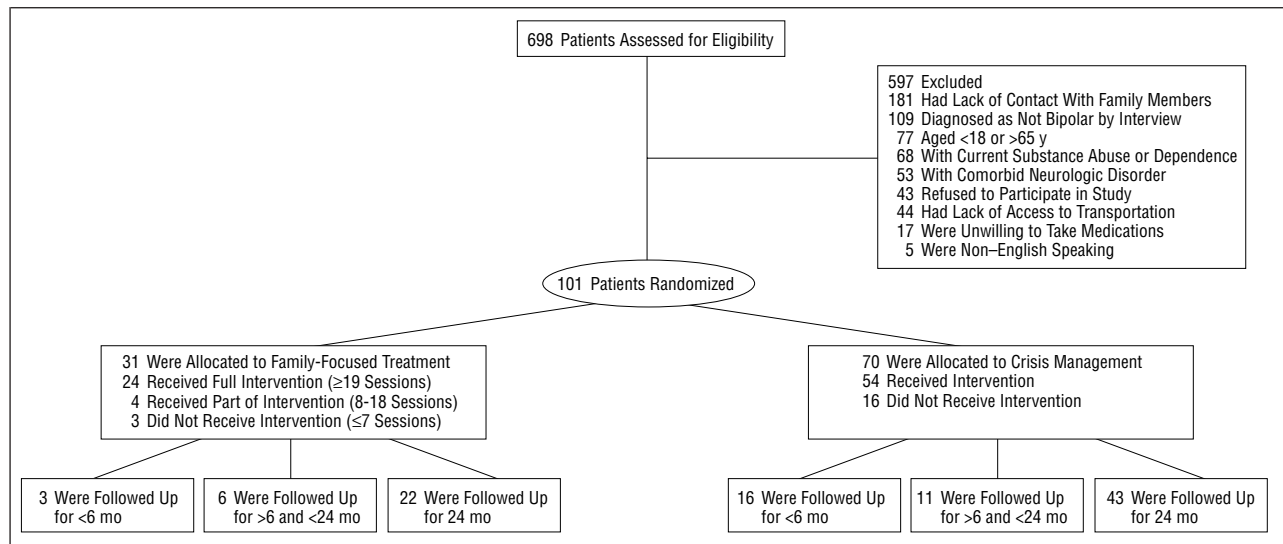 698 Patients Assessed for Eligibility
597 Excluded
181 Had Lack of Contact With Family Members
109 Diagnosed as Not Bipolar by Interview
77 Aged <18 or >65 y
68 With Current Substance Abuse or Dependence
53 With Comorbid Neurologic Disorder
43 Refused to Participate in Study
44 Had Lack of Access to Transportation
17 Were Unwilling to Take Medications
5 Were Non–English Speaking
101 Patients Randomized
31 Were Allocated to Family-Focused Treatment
24 Received Full Intervention (≥19 Sessions)
4 Received Part of Intervention (8-18 Sessions)
3 Did Not Receive Intervention (≤7 Sessions)
70 Were Allocated to Crisis Management
54 Received Intervention
16 Did Not Receive Intervention
3 Were Followed Up
for <6 mo
6 Were Followed Up
for >6 and <24 mo
22 Were Followed Up
for 24 mo
16 Were Followed Up
for <6 mo
11 Were Followed Up
for >6 and <24 mo
43 Were Followed Up
for 24 mo